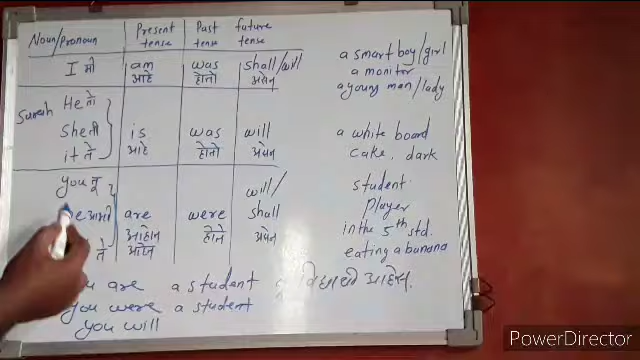 Noun/Pronoun Present tense Past tense future tense
I मी am आहे was होतो shall/will असेन
Suresh He तो
She ती is was will
it ते आहे होतो
you तू will/
आम्ही are were shall
ते आहोत होते
are a student विद्यार्थी आहेस.
you were a student
you will
a smart boy/girl
a monitor
a young man/lady
a white board
cake, dark
student
player
in the 5th std.
eating a banana
PowerDirector